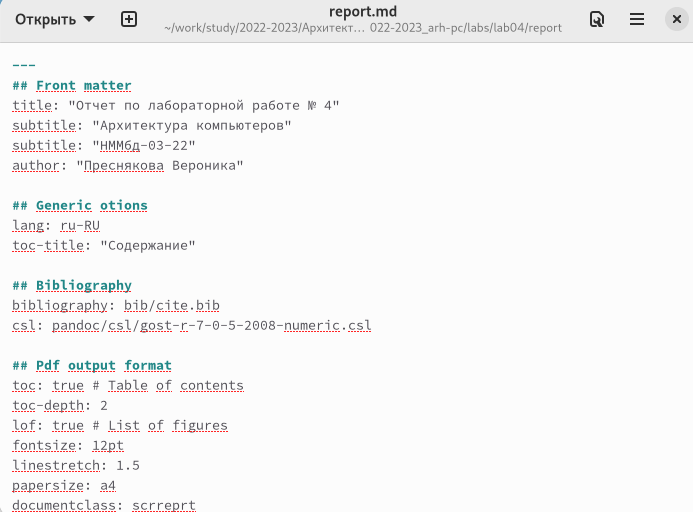 Открыть
report.md
~/work/study/2022-2023/Архитект... 022-2023_arh-pc/labs/lab04/report
---
## Front matter
title: "Отчет по лабораторной работе № 4"
subtitle: "Архитектура компьютеров"
subtitle: "НММбд-03-22"
author: "Преснякова Вероника"
## Generic otions
lang: ru-RU
toc-title: "Содержание"
## Bibliography
bibliography: bib/cite.bib
csl: pandoc/csl/gost-r-7-0-5-2008-numeric.csl
## Pdf output format
toc: true # Table of contents
toc-depth: 2
lof: true # List of figures
fontsize: 12pt
linestretch: 1.5
papersize: a4
documentclass: scrreprt